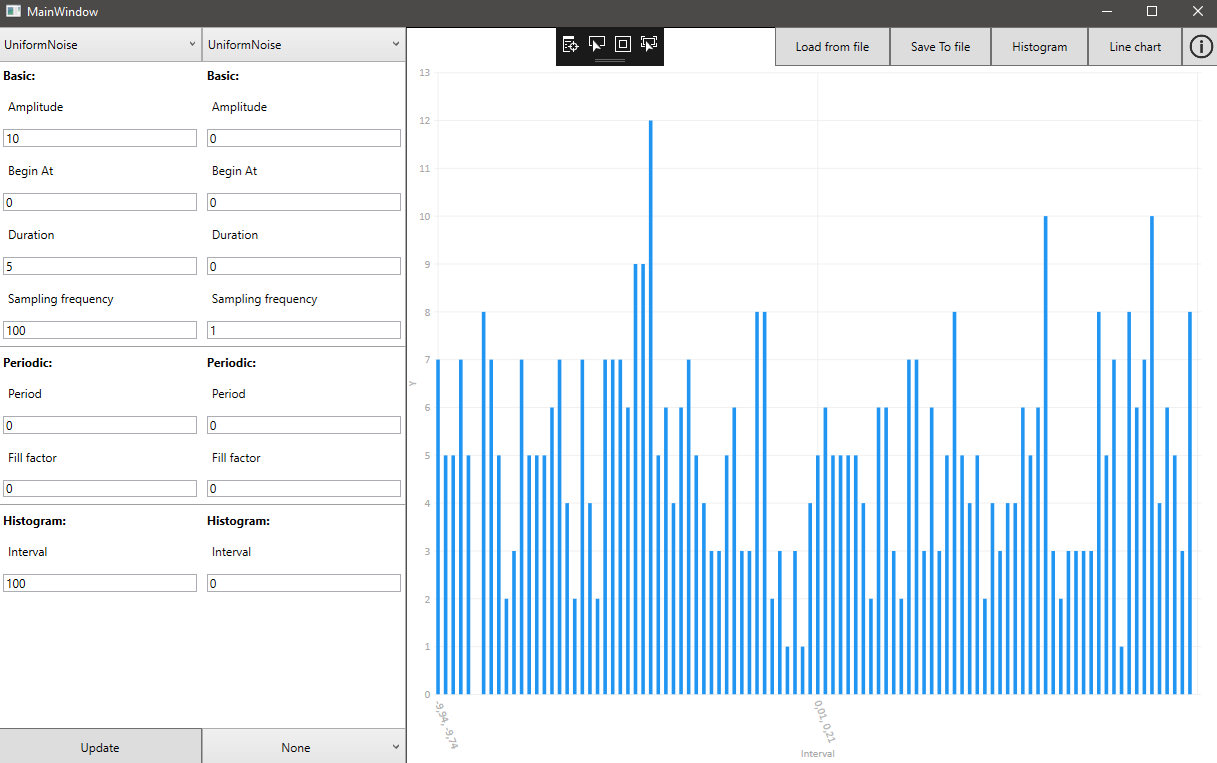 MainWindow
UniformNoise UniformNoise
Load from file Save To file Histogram Line chart
Basic: Basic:
Amplitude Amplitude
10 0
Begin At Begin At
0 0
Duration Duration
5 0
Sampling frequency Sampling frequency
100 1
Periodic: Periodic:
Period Period
0 0
Fill factor Fill factor
0 0
Histogram: Histogram:
Interval Interval
100 0
Update None
13
12
11
10
9
8
7
6
5
4
3
2
1
0
Y
-9,94, -9,74
0,01, 0,21
Interval